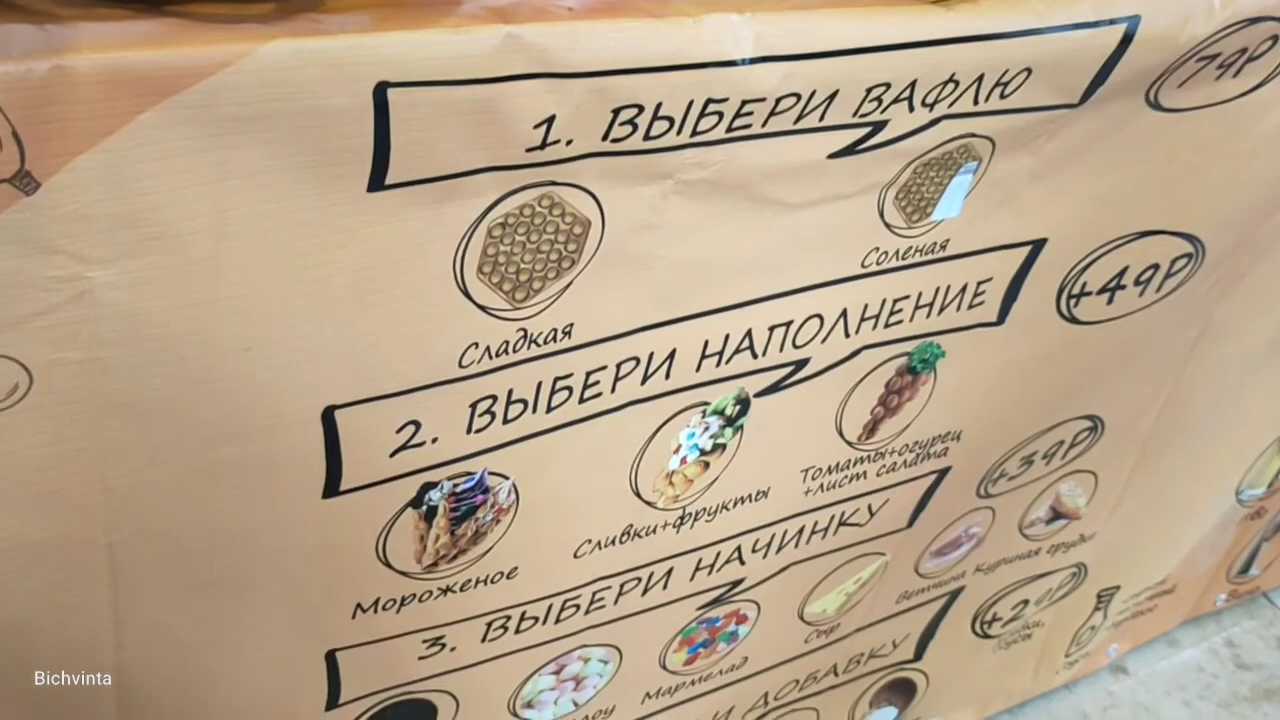 1. ВЫБЕРИ ВАФЛЮ
79Р
Сладкая
Соленая
2. ВЫБЕРИ НАПОЛНЕНИЕ
+49Р
Мороженое
Сливки+фрукты
Томаты+огурец
+лист салата
3. ВЫБЕРИ НАЧИНКУ
+39Р
Мармелад
Сыр
Ветчина
Куриная
ДОБАВКУ
+29Р
Bichvinta